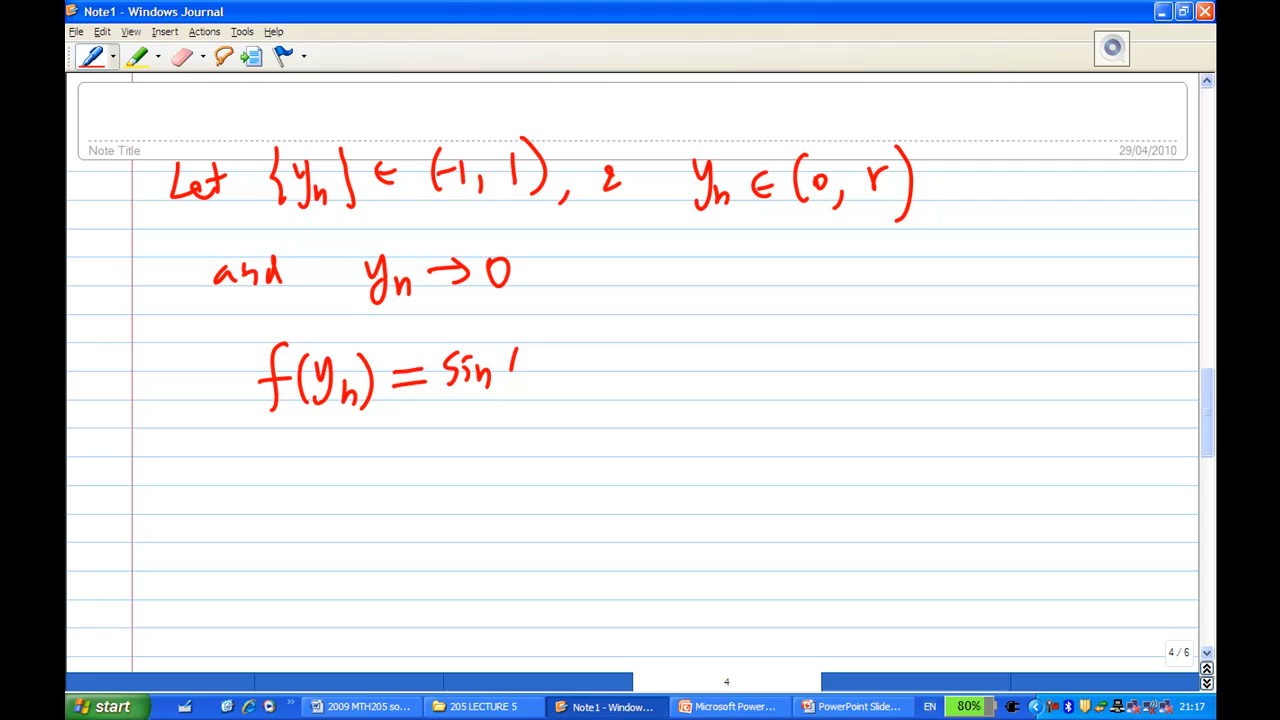 Note1 - Windows Journal
File Edit View Insert Actions Tools Help
Note Title
29/04/2010
Let {yn} ∈ (-1, 1), & yn ∈ (0, r)
and yn → 0
f(yn) = sin
4 / 6
4
start
2009 MTH205 so...
205 LECTURE 5
Note1 - Window...
Microsoft Power...
PowerPoint Slide...
EN
80%
21:17